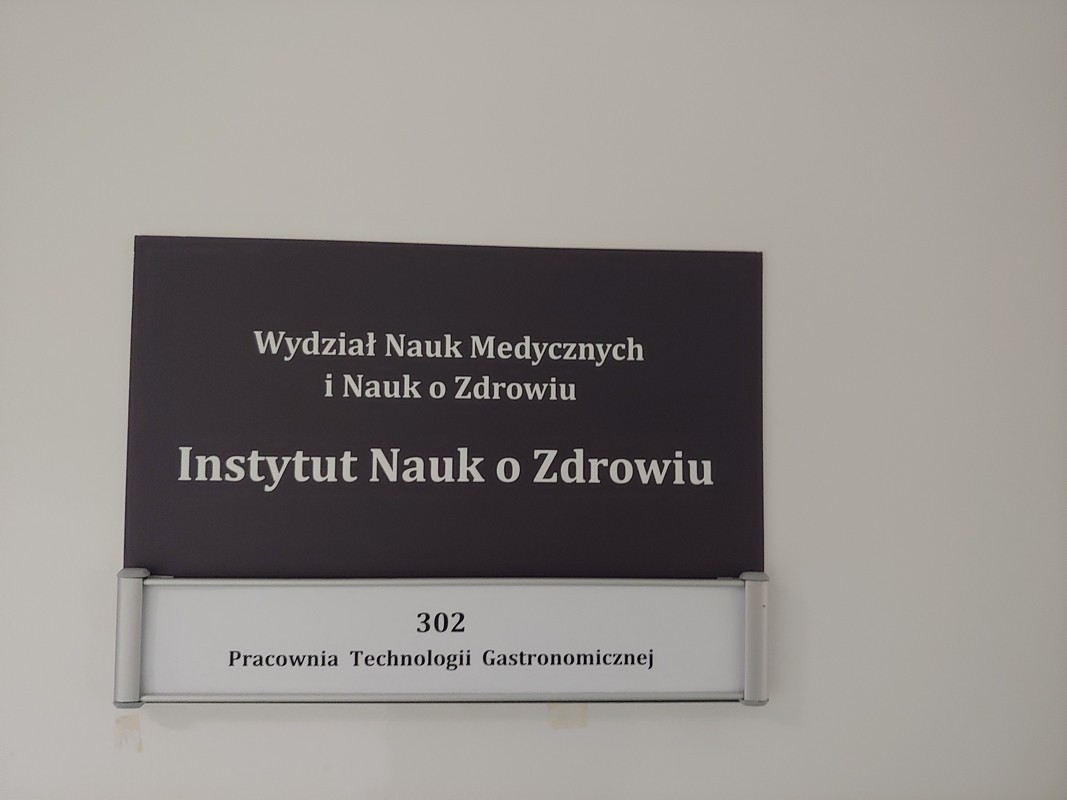 Wydział Nauk Medycznych
i Nauk o Zdrowiu
Instytut Nauk o Zdrowiu
302
Pracownia Technologii Gastronomicznej